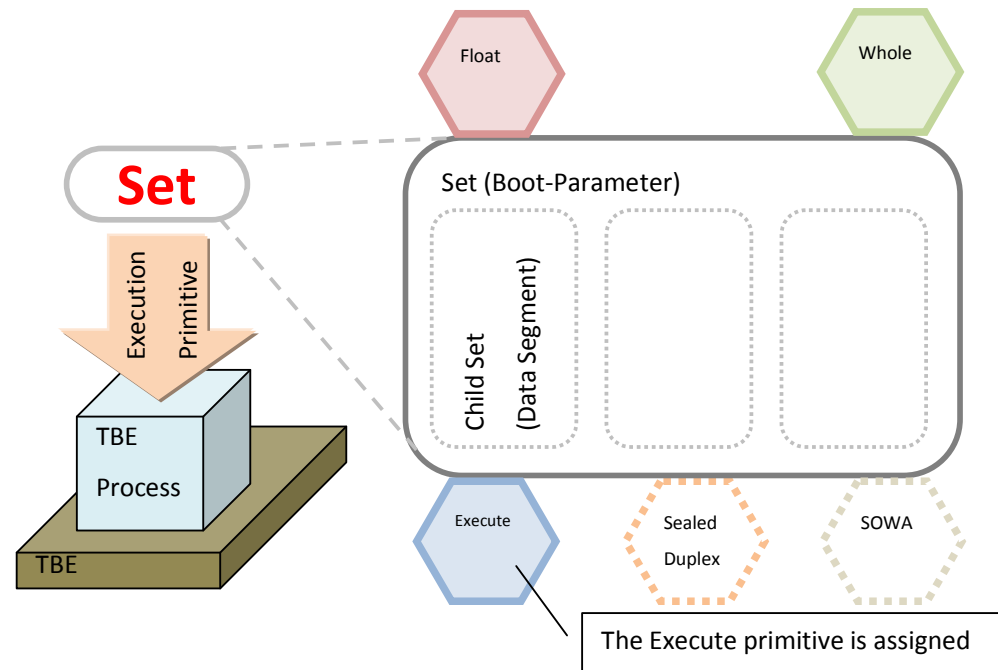 Float
Whole
Set
Set (Boot-Parameter)
Execution
Primitive
Child Set
(Data Segment)
TBE
Process
TBE
Execute
Sealed
Duplex
SOWA
The Execute primitive is assigned